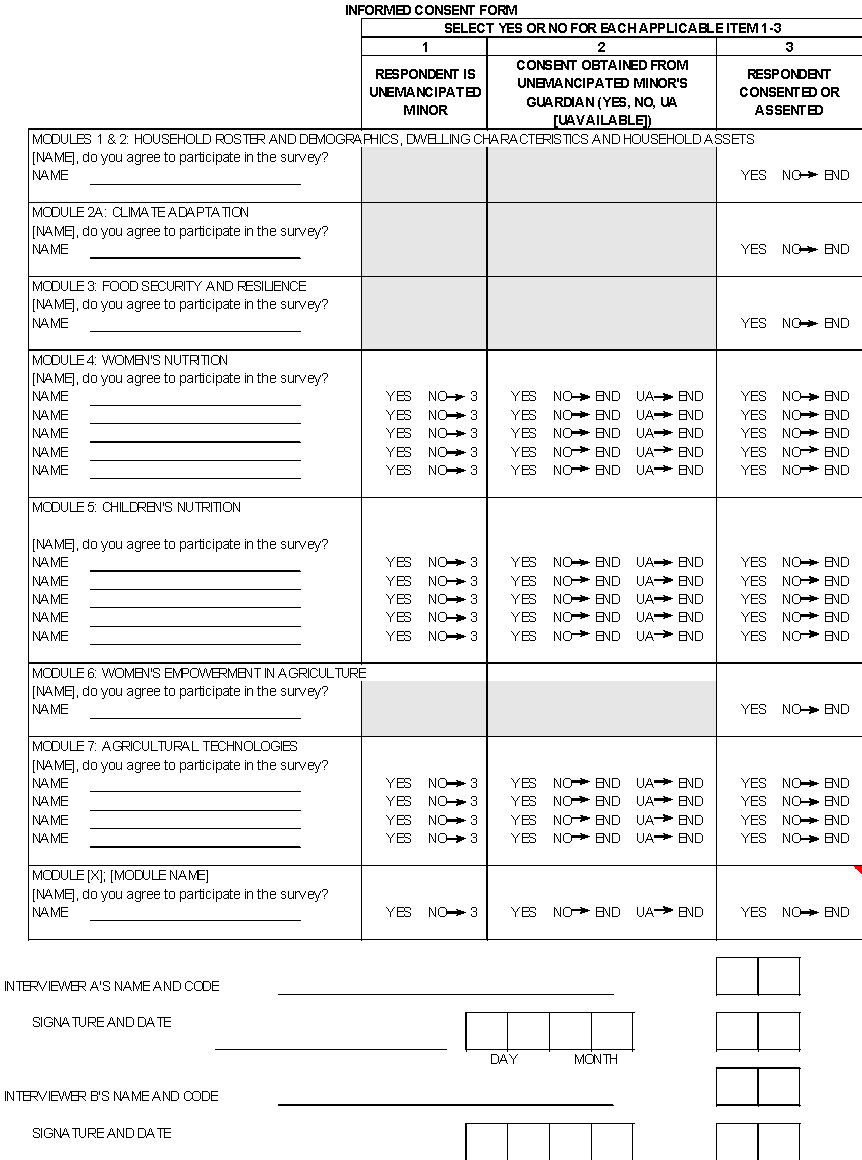 INFORMED CONSENT FORM
SELECT YES OR NO FOR EACH APPLICABLE ITEM 1-3
1 2 3
RESPONDENT IS UNEMANCIPATED MINOR
CONSENT OBTAINED FROM UNEMANCIPATED MINOR'S GUARDIAN (YES, NO, UA [UAVAILABLE])
RESPONDENT CONSENTED OR ASSENTED
MODULES 1 & 2: HOUSEHOLD ROSTER AND DEMOGRAPHICS, DWELLING CHARACTERISTICS AND HOUSEHOLD ASSETS
[NAME], do you agree to participate in the survey?
NAME YES NO→ END
MODULE 2A: CLIMATE ADAPTATION
[NAME], do you agree to participate in the survey?
NAME YES NO→ END
MODULE 3: FOOD SECURITY AND RESILIENCE
[NAME], do you agree to participate in the survey?
NAME YES NO→ END
MODULE 4: WOMEN'S NUTRITION
[NAME], do you agree to participate in the survey?
NAME YES NO→ 3 YES NO→ END UA→ END YES NO→ END
NAME YES NO→ 3 YES NO→ END UA→ END YES NO→ END
NAME YES NO→ 3 YES NO→ END UA→ END YES NO→ END
NAME YES NO→ 3 YES NO→ END UA→ END YES NO→ END
NAME YES NO→ 3 YES NO→ END UA→ END YES NO→ END
MODULE 5: CHILDREN'S NUTRITION
[NAME], do you agree to participate in the survey?
NAME YES NO→ 3 YES NO→ END UA→ END YES NO→ END
NAME YES NO→ 3 YES NO→ END UA→ END YES NO→ END
NAME YES NO→ 3 YES NO→ END UA→ END YES NO→ END
NAME YES NO→ 3 YES NO→ END UA→ END YES NO→ END
NAME YES NO→ 3 YES NO→ END UA→ END YES NO→ END
MODULE 6: WOMEN'S EMPOWERMENT IN AGRICULTURE
[NAME], do you agree to participate in the survey?
NAME YES NO→ END
MODULE 7: AGRICULTURAL TECHNOLOGIES
[NAME], do you agree to participate in the survey?
NAME YES NO→ 3 YES NO→ END UA→ END YES NO→ END
NAME YES NO→ 3 YES NO→ END UA→ END YES NO→ END
NAME YES NO→ 3 YES NO→ END UA→ END YES NO→ END
NAME YES NO→ 3 YES NO→ END UA→ END YES NO→ END
MODULE [X]; [MODULE NAME]
[NAME], do you agree to participate in the survey?
NAME YES NO→ 3 YES NO→ END UA→ END YES NO→ END
INTERVIEWER A'S NAME AND CODE
SIGNATURE AND DATE
DAY MONTH
INTERVIEWER B'S NAME AND CODE
SIGNATURE AND DATE